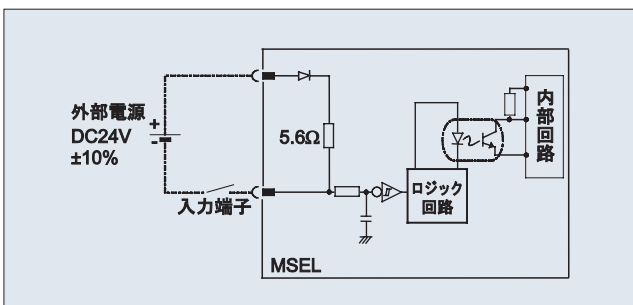 外部電源
DC24V
±10%
+
-
入力端子
5.6Ω
ロジック
回路
内部回路
MSEL